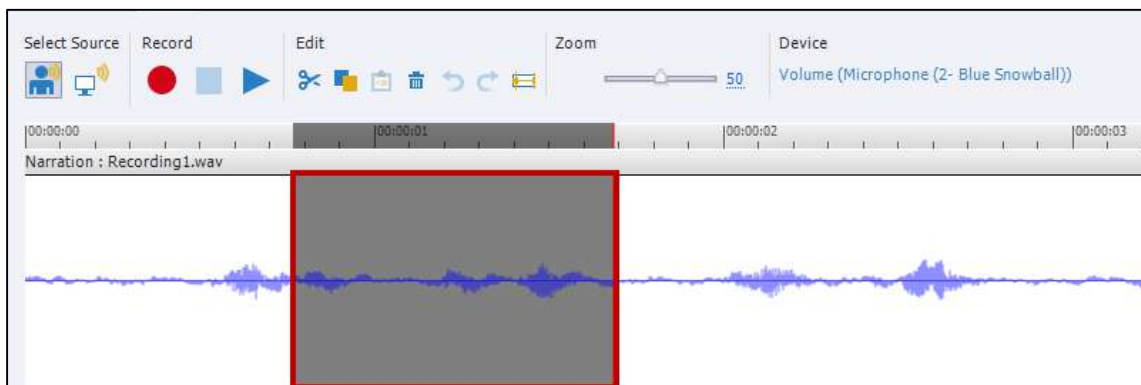 Select Source Record Edit Zoom Device
50 Volume (Microphone (2- Blue Snowball))
00:00:00 00:00:01 00:00:02 00:00:03
Narration : Recording1.wav